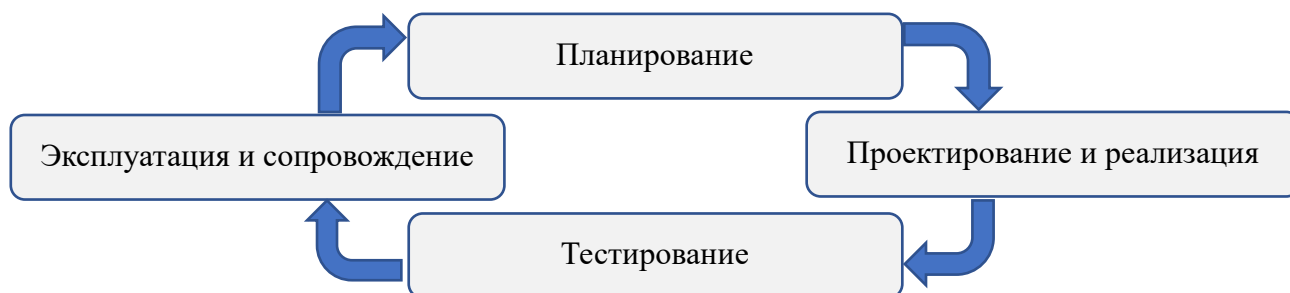 Планирование
Эксплуатация и сопровождение
Проектирование и реализация
Тестирование